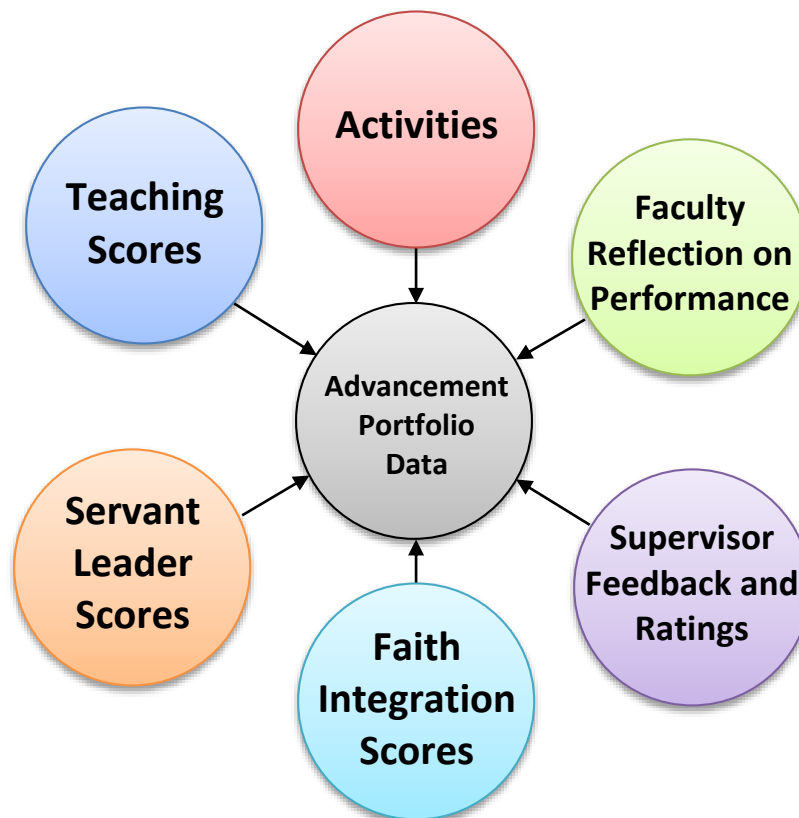 Activities
Teaching
Scores
Faculty
Reflection on
Performance
Advancement
Portfolio
Data
Servant
Leader
Scores
Supervisor
Feedback and
Ratings
Faith
Integration
Scores